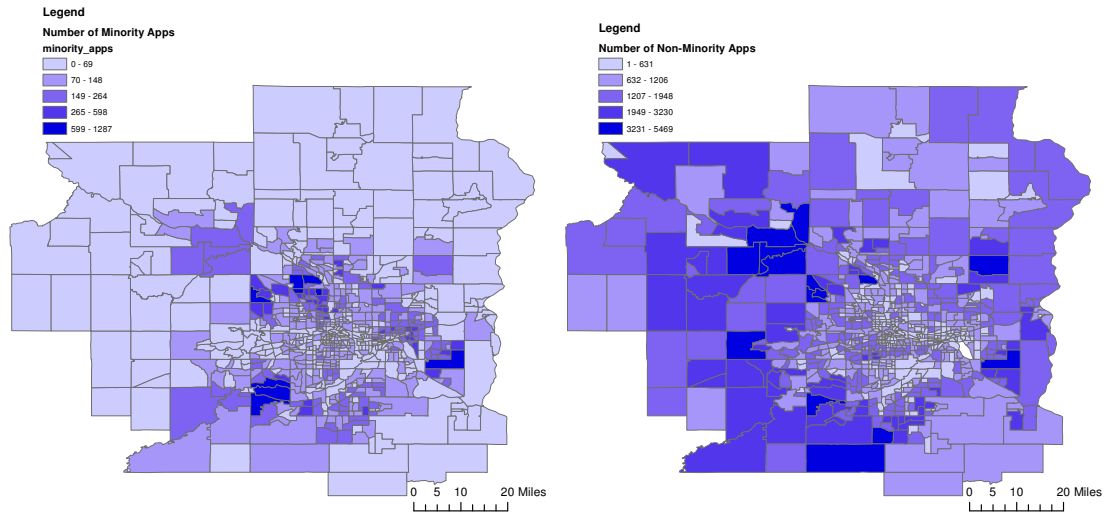 Legend
Number of Minority Apps
minority_apps
0 - 69
70 - 148
149 - 264
265 - 598
599 - 1287
0 5 10 20 Miles
Legend
Number of Non-Minority Apps
1 - 631
632 - 1206
1207 - 1948
1949 - 3230
3231 - 5469
0 5 10 20 Miles